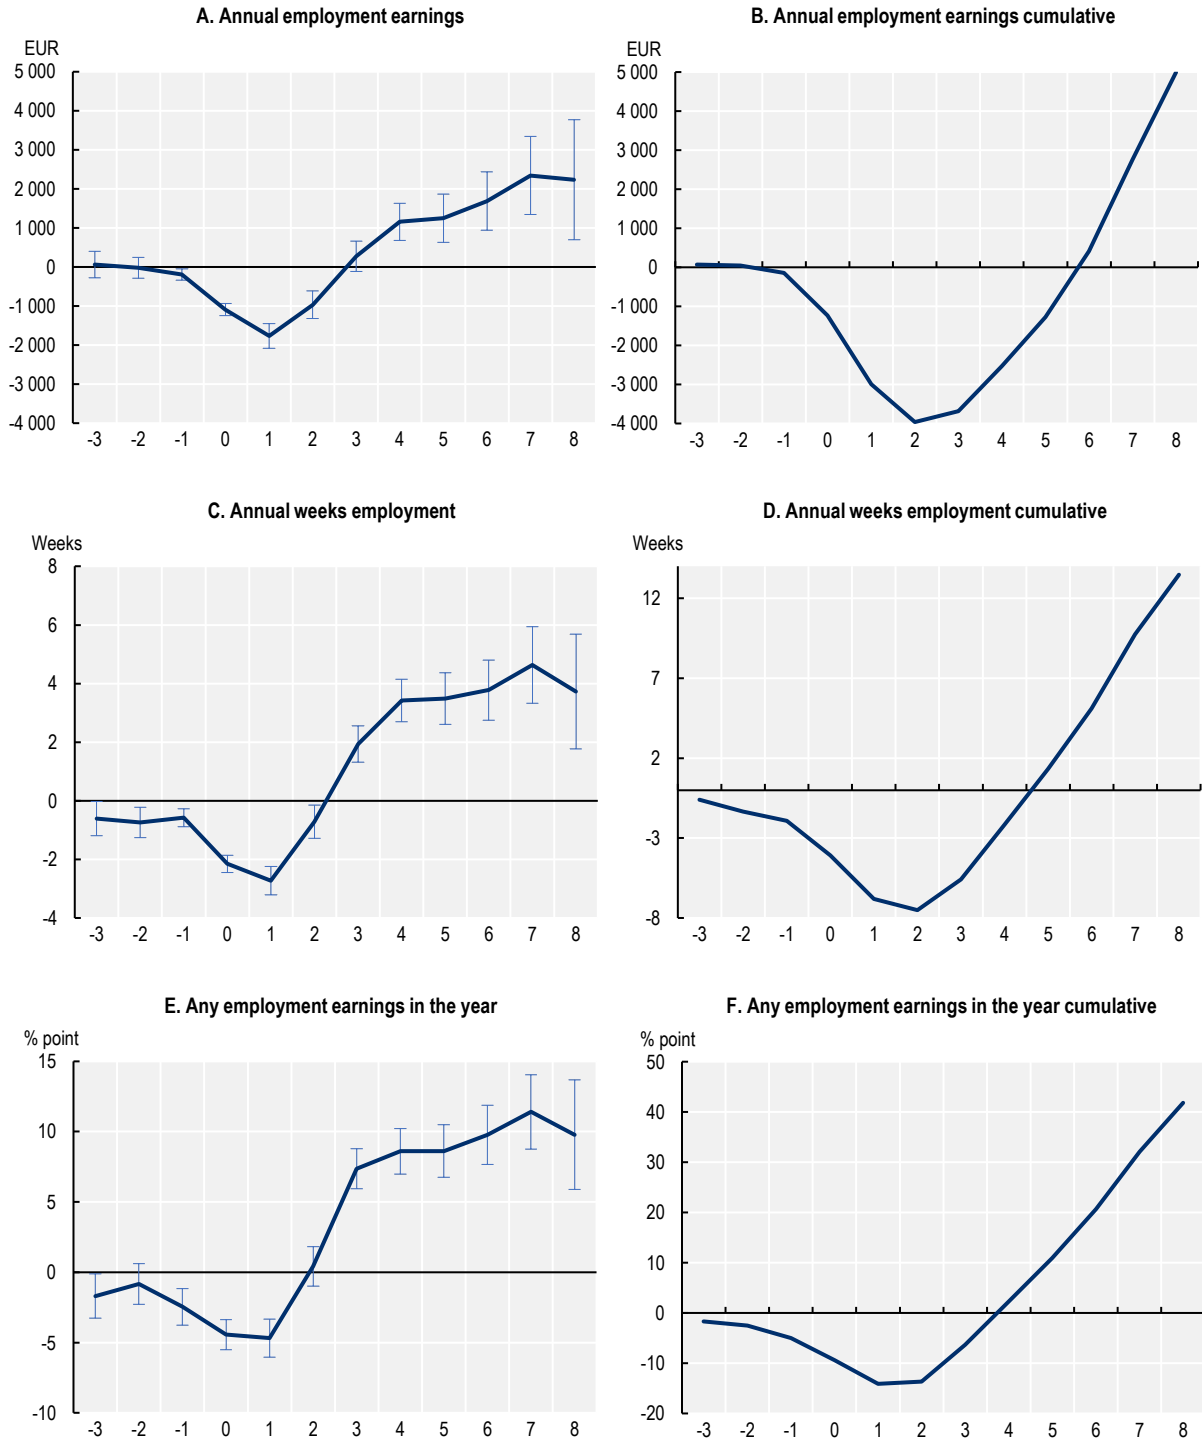 A. Annual employment earnings
EUR
5 000
4 000
3 000
2 000
1 000
0
-1 000
-2 000
-3 000
-4 000
-3 -2 -1 0 1 2 3 4 5 6 7 8
B. Annual employment earnings cumulative
EUR
5 000
4 000
3 000
2 000
1 000
0
-1 000
-2 000
-3 000
-4 000
-3 -2 -1 0 1 2 3 4 5 6 7 8
C. Annual weeks employment
Weeks
8
6
4
2
0
-2
-4
-3 -2 -1 0 1 2 3 4 5 6 7 8
D. Annual weeks employment cumulative
Weeks
12
7
2
-3
-8
-3 -2 -1 0 1 2 3 4 5 6 7 8
E. Any employment earnings in the year
% point
15
10
5
0
-5
-10
-3 -2 -1 0 1 2 3 4 5 6 7 8
F. Any employment earnings in the year cumulative
% point
50
40
30
20
10
0
-10
-20
-3 -2 -1 0 1 2 3 4 5 6 7 8